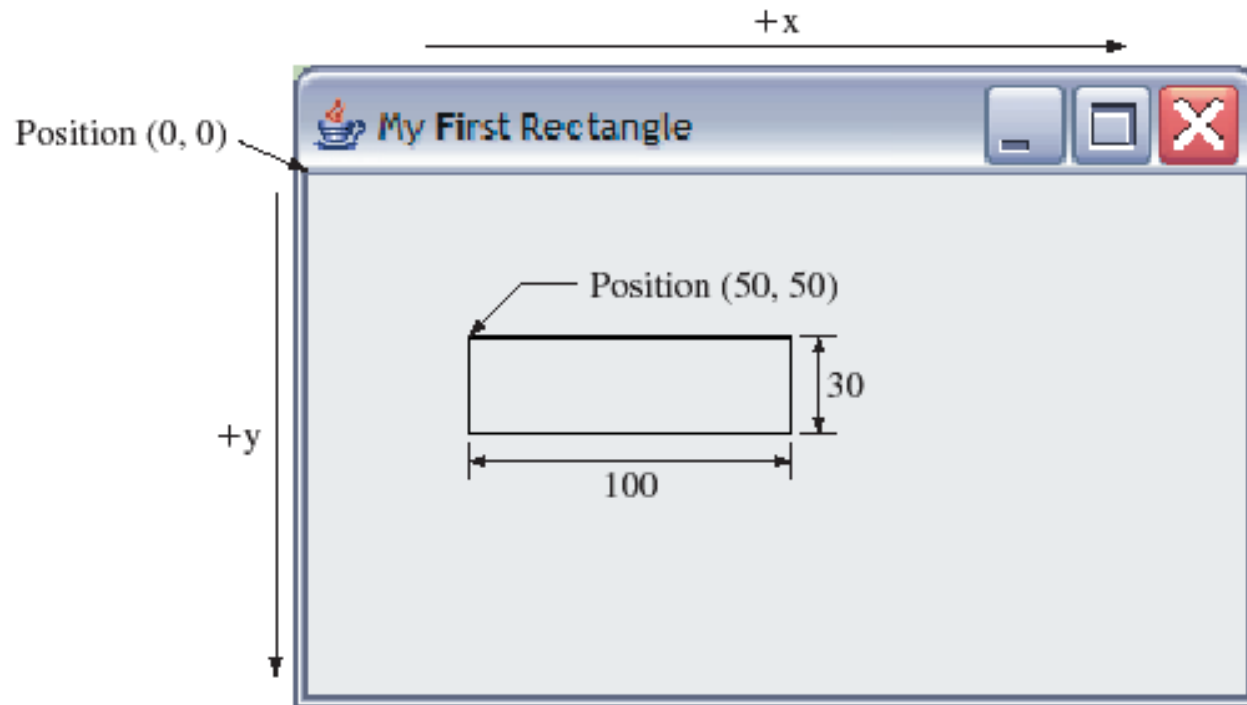 +x
My First Rectangle
Position (0, 0)
Position (50, 50)
30
+y
100